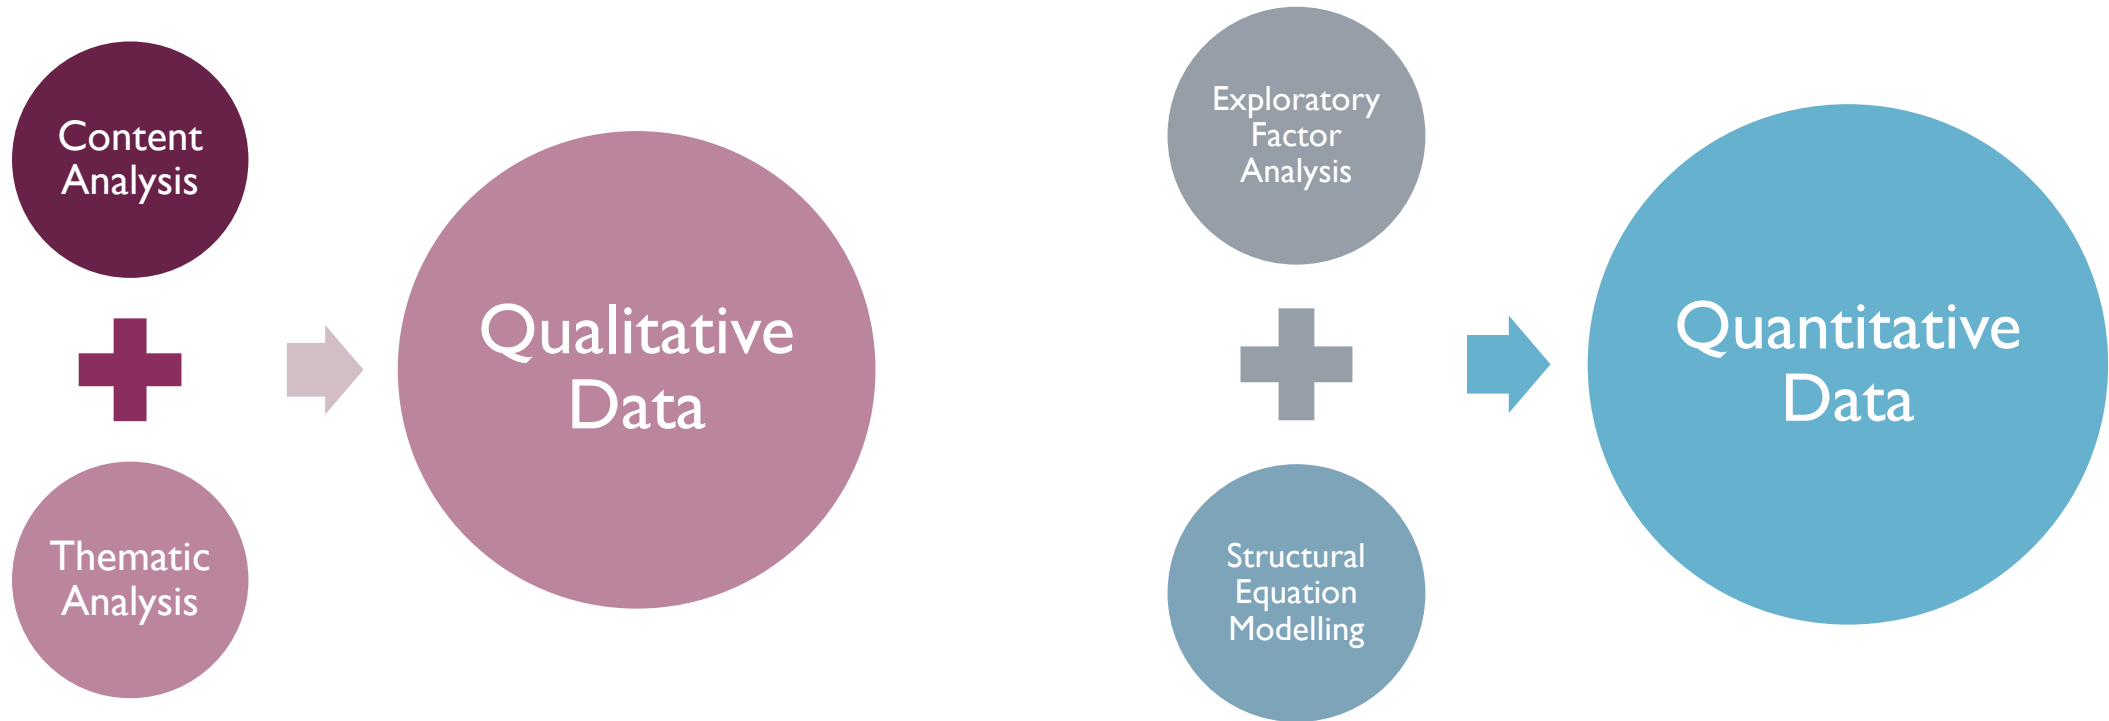 Content
Analysis
Thematic
Analysis
Qualitative
Data
Exploratory
Factor
Analysis
Structural
Equation
Modelling
Quantitative
Data